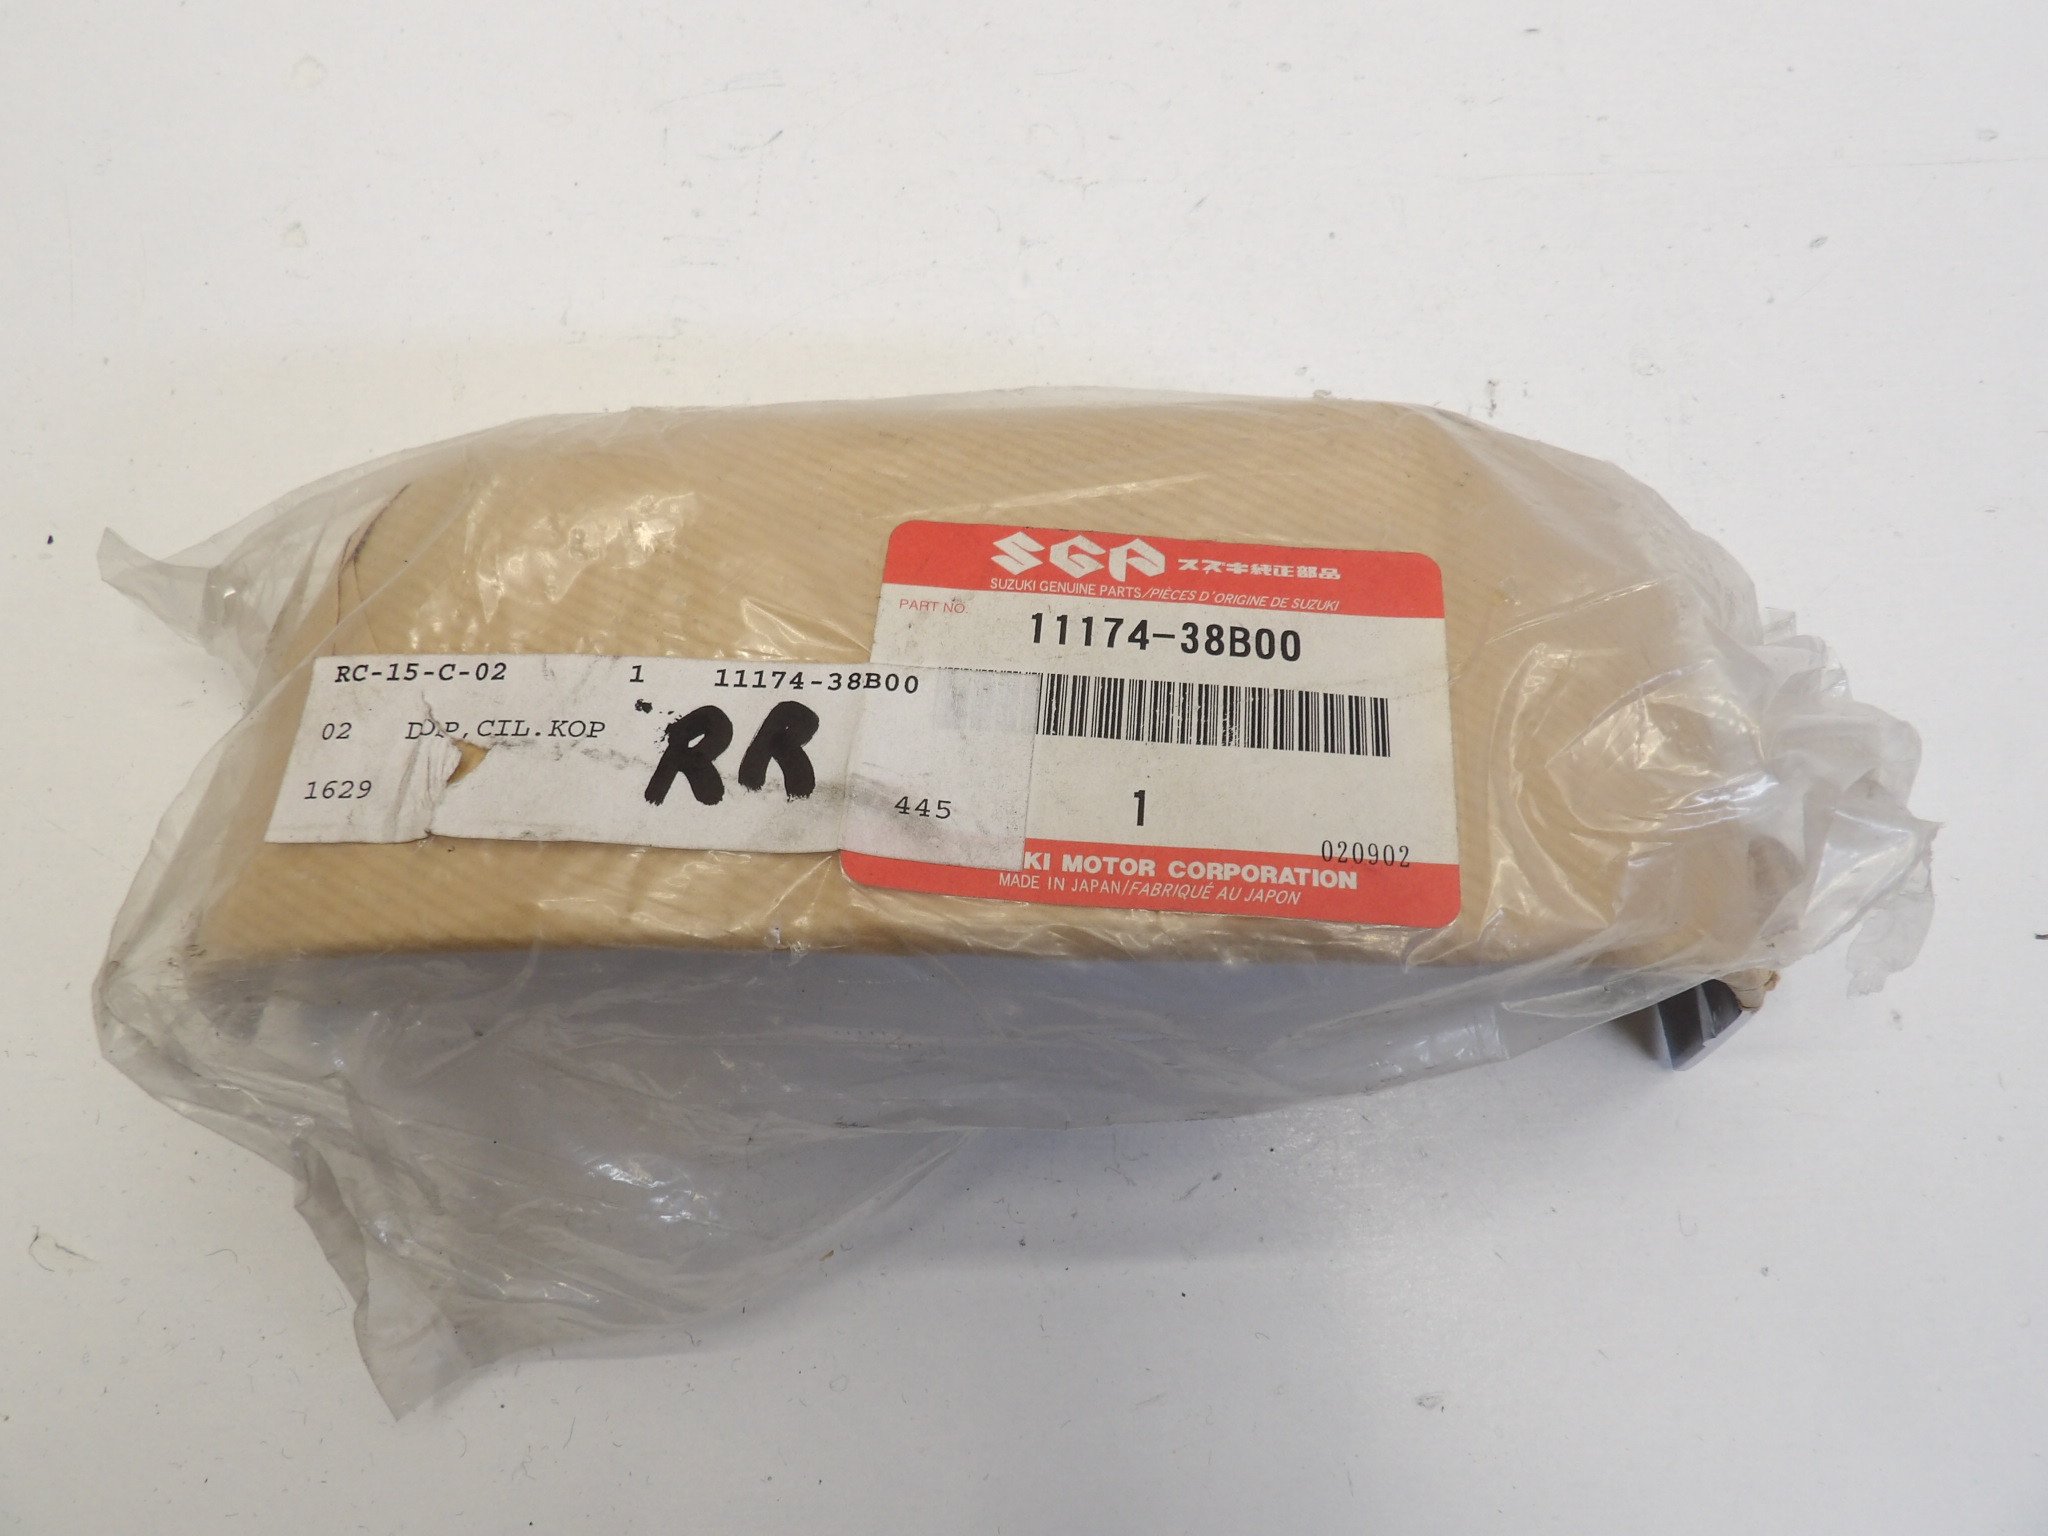 SGP スズキ純正部品
SUZUKI GENUINE PARTS/PIÈCES D'ORIGINE DE SUZUKI
PART NO.
11174-38B00
1
020902
MOTOR CORPORATION
MADE IN JAPAN/FABRIQUÉ AU JAPON
RC-15-C-02 1 11174-38B00
02 CIL.KOP
RR
1629 445